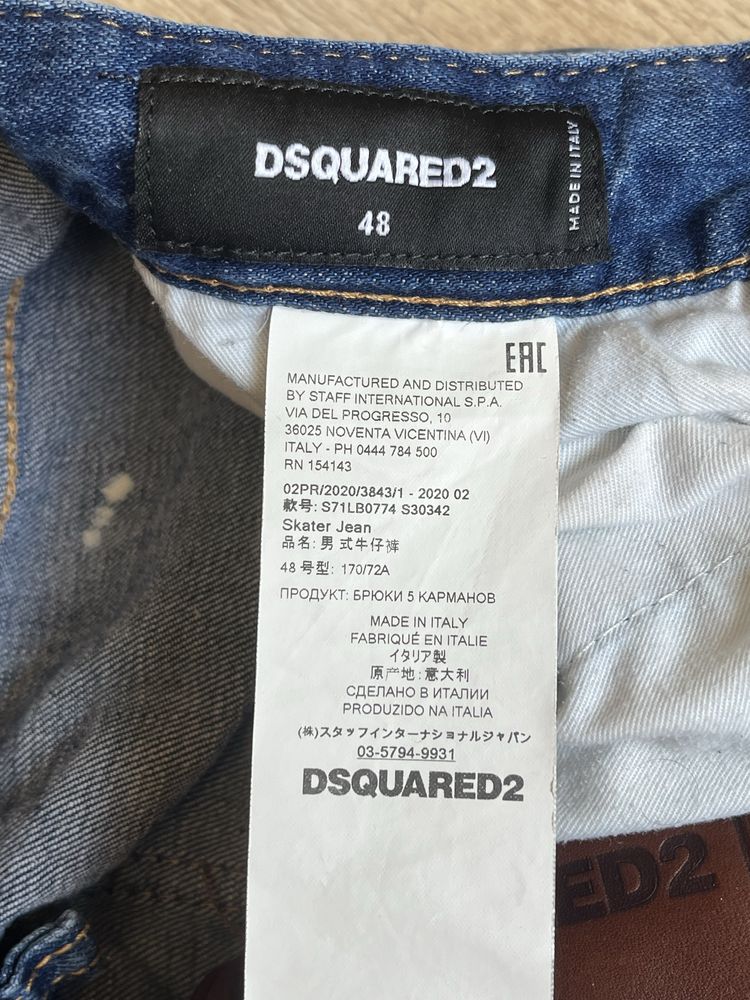 DSQUARED2
48
MADE IN ITALY
EAC
MANUFACTURED AND DISTRIBUTED
BY STAFF INTERNATIONAL S.P.A.
VIA DEL PROGRESSO, 10
36025 NOVENTA VICENTINA (VI)
ITALY - PH 0444 784 500
RN 154143
02PR/2020/3843/1 - 2020 02
款号: S71LB0774 S30342
Skater Jean
品名: 男 式牛仔裤
48 号型: 170/72A
ПРОДУКТ: БРЮКИ 5 КАРМАНОВ
MADE IN ITALY
FABRIQUÉ EN ITALIE
イタリア製
原产地: 意大利
СДЕЛАНО В ИТАЛИИ
PRODUZIDO NA ITALIA
(株)スタッフインターナショナルジャパン
03-5794-9931
DSQUARED2
ED2